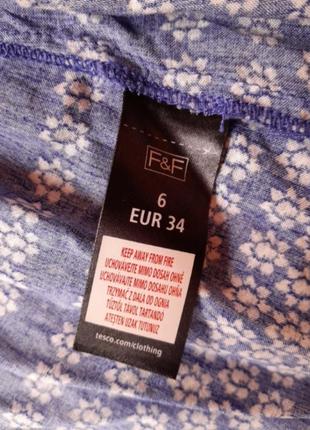 F&F
6
EUR 34
KEEP AWAY FROM FIRE
UCHOVÁVEJTE MIMO DOSAH OHNĚ
UCHOVÁVAJTE MIMO DOSAHU OHŇA
TRZYMAĆ Z DALA OD OGNIA
TŰZTŐL TÁVOL TARTANDÓ
ATEŞTEN UZAK TUTUNUZ
tesco.com/clothing